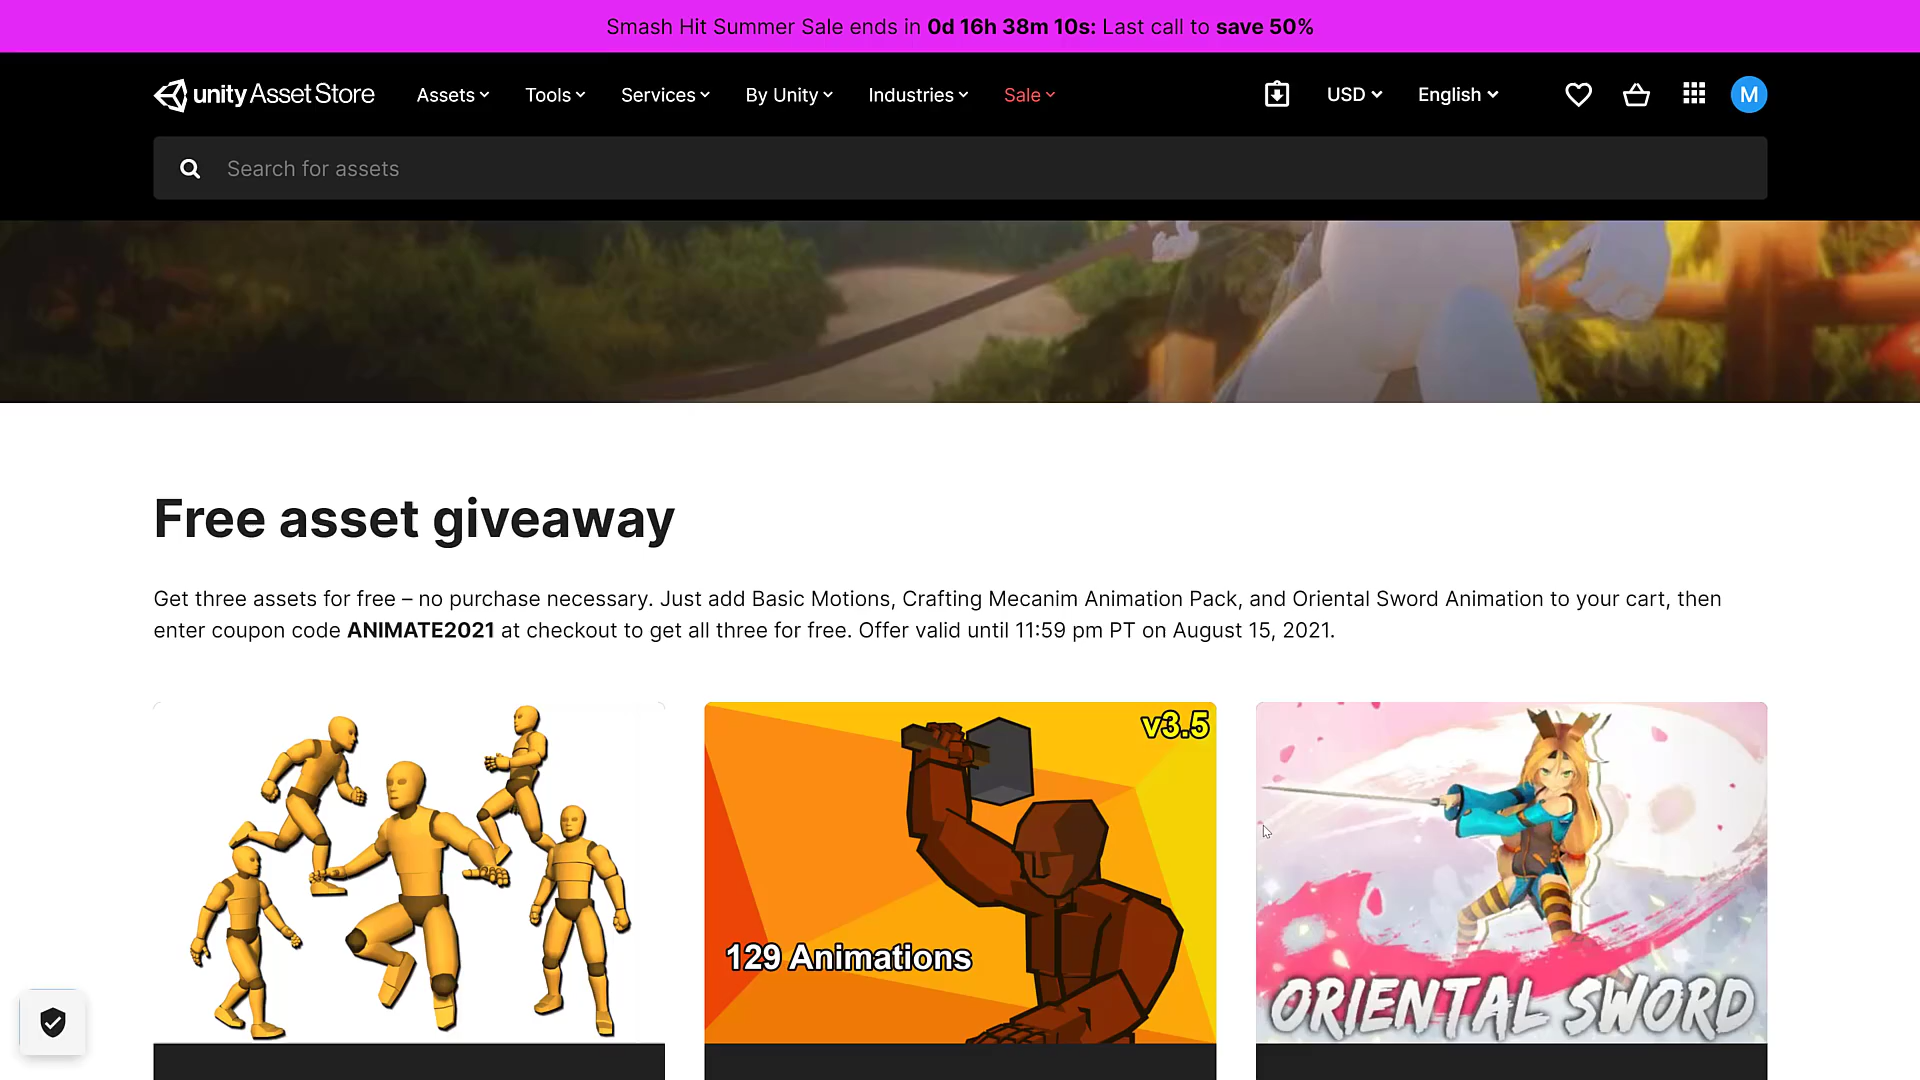 Smash Hit Summer Sale ends in 0d 16h 38m 10s: Last call to save 50%
unity Asset Store
Assets
Tools
Services
By Unity
Industries
Sale
USD
English
M
Search for assets
Free asset giveaway
Get three assets for free – no purchase necessary. Just add Basic Motions, Crafting Mecanim Animation Pack, and Oriental Sword Animation to your cart, then
enter coupon code ANIMATE2021 at checkout to get all three for free. Offer valid until 11:59 pm PT on August 15, 2021.
v3.5
129 Animations
ORIENTAL SWORD